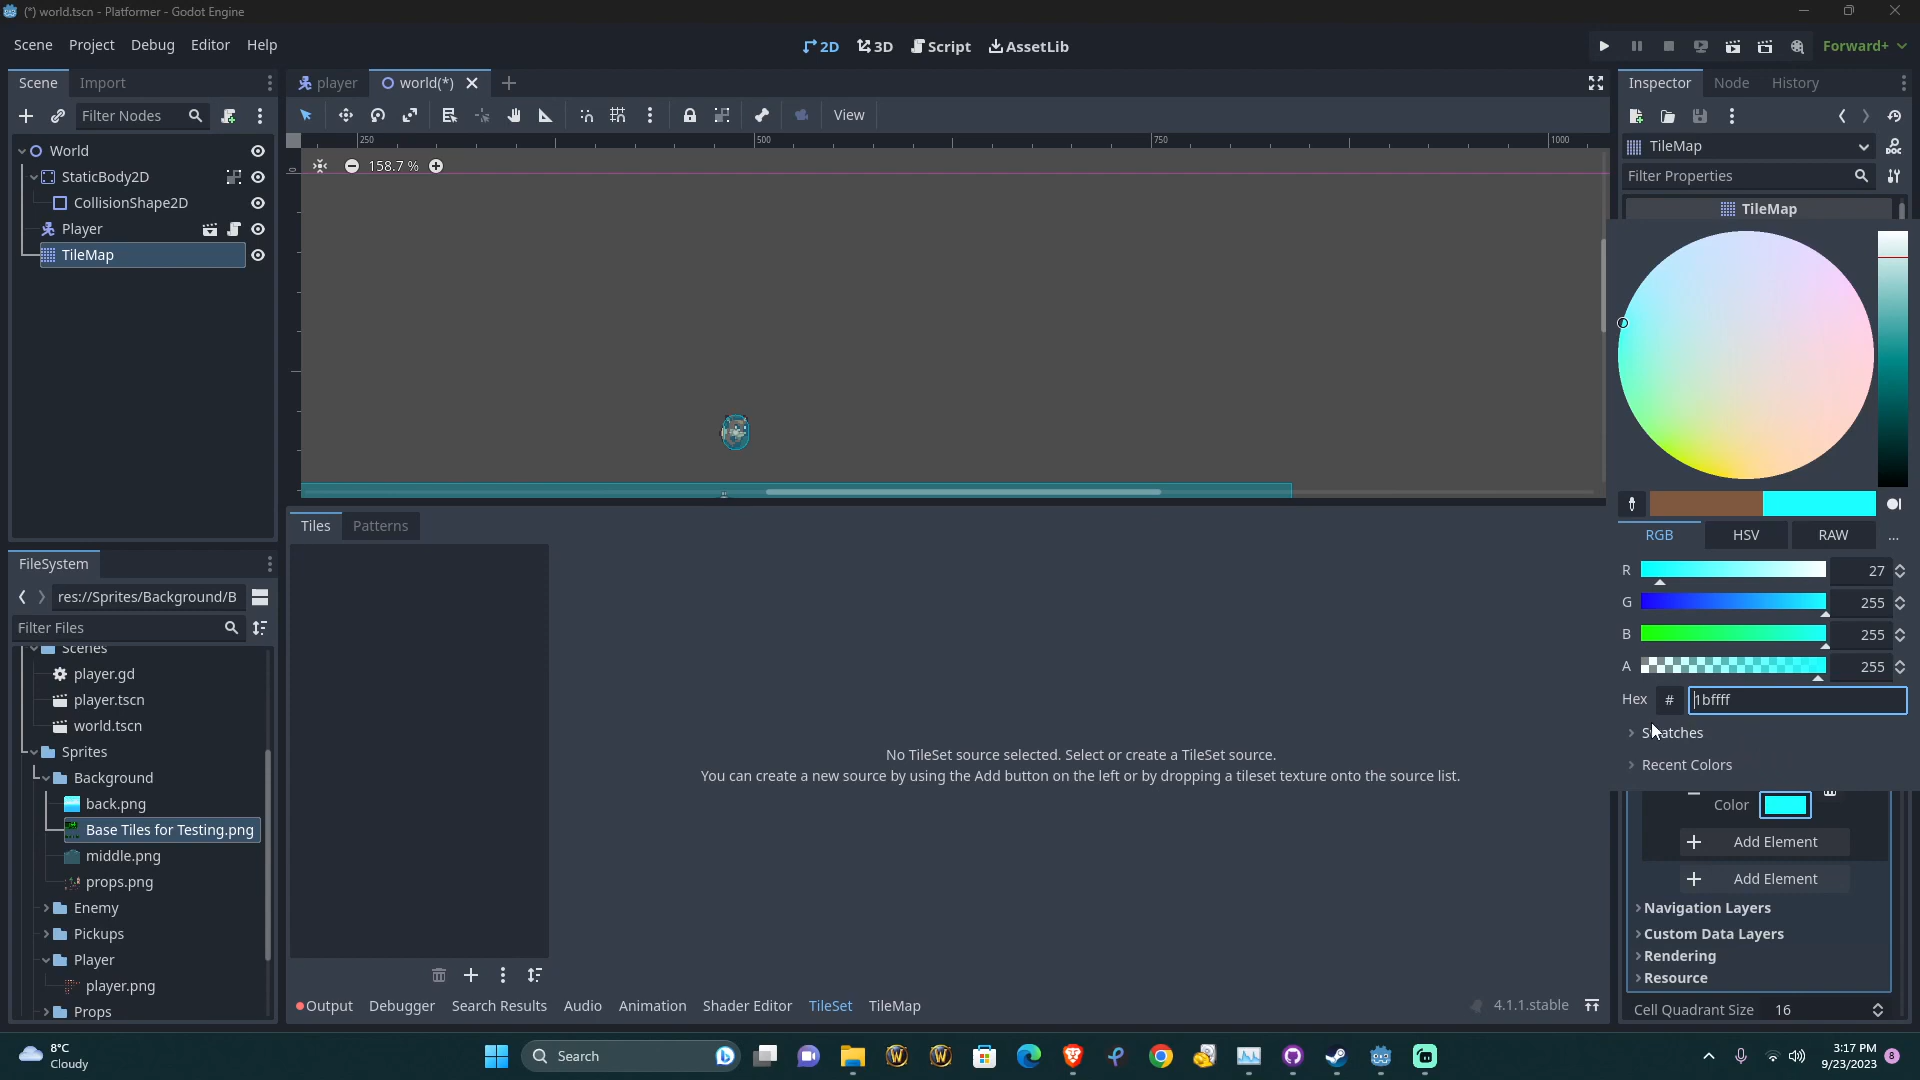 (*) world.tscn - Platformer - Godot Engine
Scene Project Debug Editor Help
2D 3D Script AssetLib
Forward+
Scene Import
player world(*)
Inspector Node History
Filter Nodes
View
World
StaticBody2D
CollisionShape2D
Player
TileMap
250 500 750 1000
0
158.7 %
TileMap
Filter Properties
TileMap
RGB HSV RAW ...
R 27
G 255
B 255
A 255
Hex # 1bffff
Swatches
Recent Colors
Color
Add Element
Add Element
Navigation Layers
Custom Data Layers
Rendering
Resource
Cell Quadrant Size 16
FileSystem
res://Sprites/Background/B
Filter Files
Scenes
player.gd
player.tscn
world.tscn
Sprites
Background
back.png
Base Tiles for Testing.png
middle.png
props.png
Enemy
Pickups
Player
player.png
Props
Tiles Patterns
No TileSet source selected. Select or create a TileSet source.
You can create a new source by using the Add button on the left or by dropping a tileset texture onto the source list.
Output Debugger Search Results Audio Animation Shader Editor TileSet TileMap
4.1.1.stable
8°C
Cloudy
Search
3:17 PM
9/23/2023
8